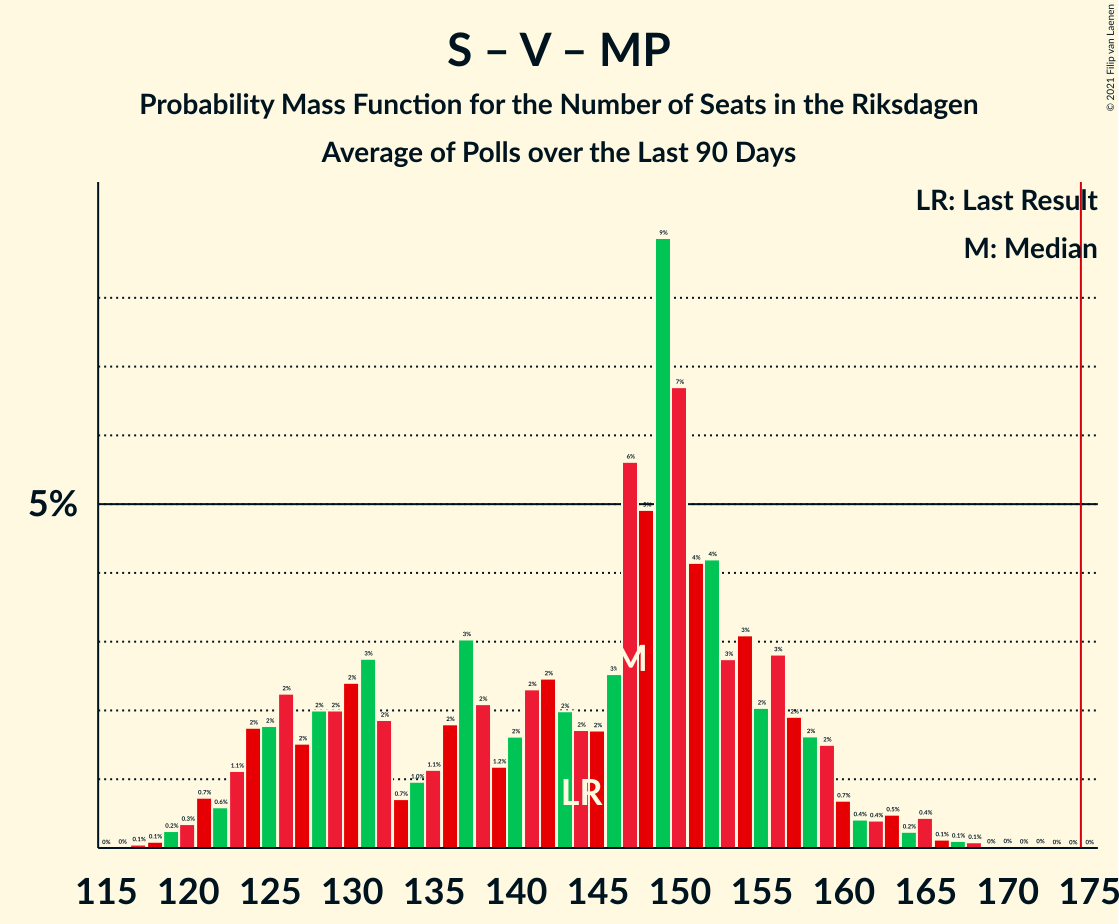 S – V – MP
Probability Mass Function for the Number of Seats in the Riksdagen
Average of Polls over the Last 90 Days
© 2021 Filip van Laenen
LR: Last Result
M: Median
5%
0% 0% 0.1% 0.1% 0.2% 0.3% 0.7% 0.6% 1.1% 2% 2% 2% 2% 2% 2% 2% 3% 2% 0.7% 1.0% 1.1% 2% 3% 2% 1.2% 2% 2% 2% 2% 2% 2% 3% 6% 5% 9% 7% 4% 4% 3% 3% 2% 3% 2% 2% 2% 0.7% 0.4% 0.4% 0.5% 0.2% 0.4% 0.1% 0.1% 0.1% 0% 0% 0% 0% 0% 0% 0%
M
LR
115 120 125 130 135 140 145 150 155 160 165 170 175